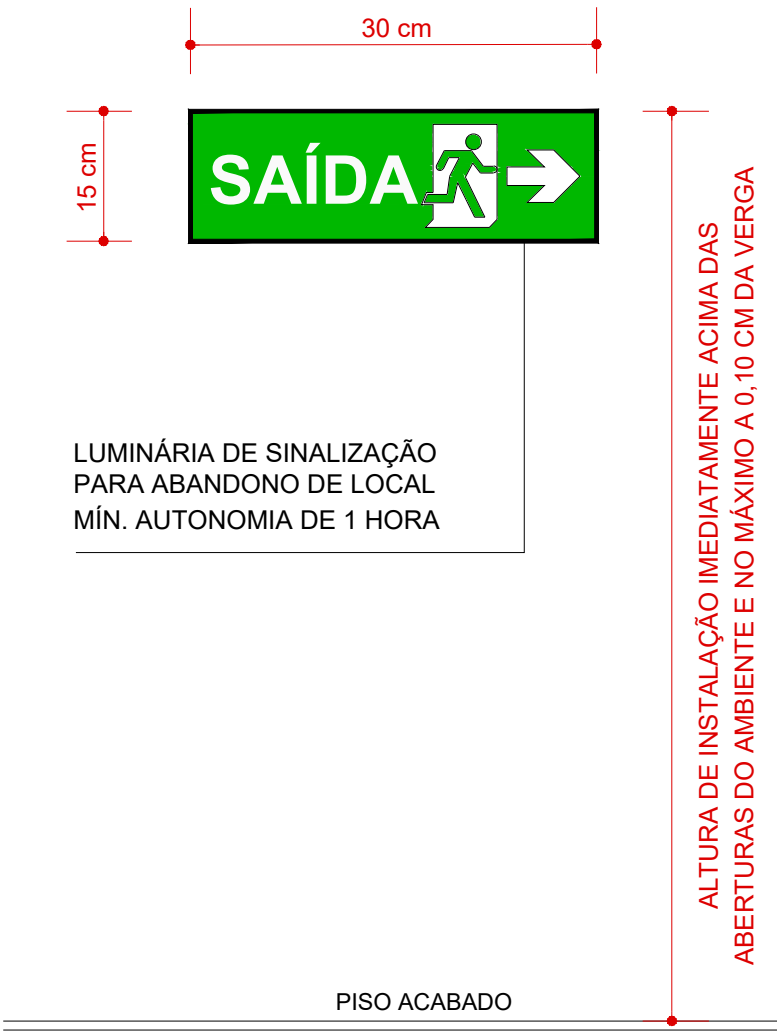 30 cm
15 cm
SAÍDA
LUMINÁRIA DE SINALIZAÇÃO
PARA ABANDONO DE LOCAL
MÍN. AUTONOMIA DE 1 HORA
ALTURA DE INSTALAÇÃO IMEDIATAMENTE ACIMA DAS
ABERTURAS DO AMBIENTE E NO MÁXIMO A 0,10 CM DA VERGA
PISO ACABADO